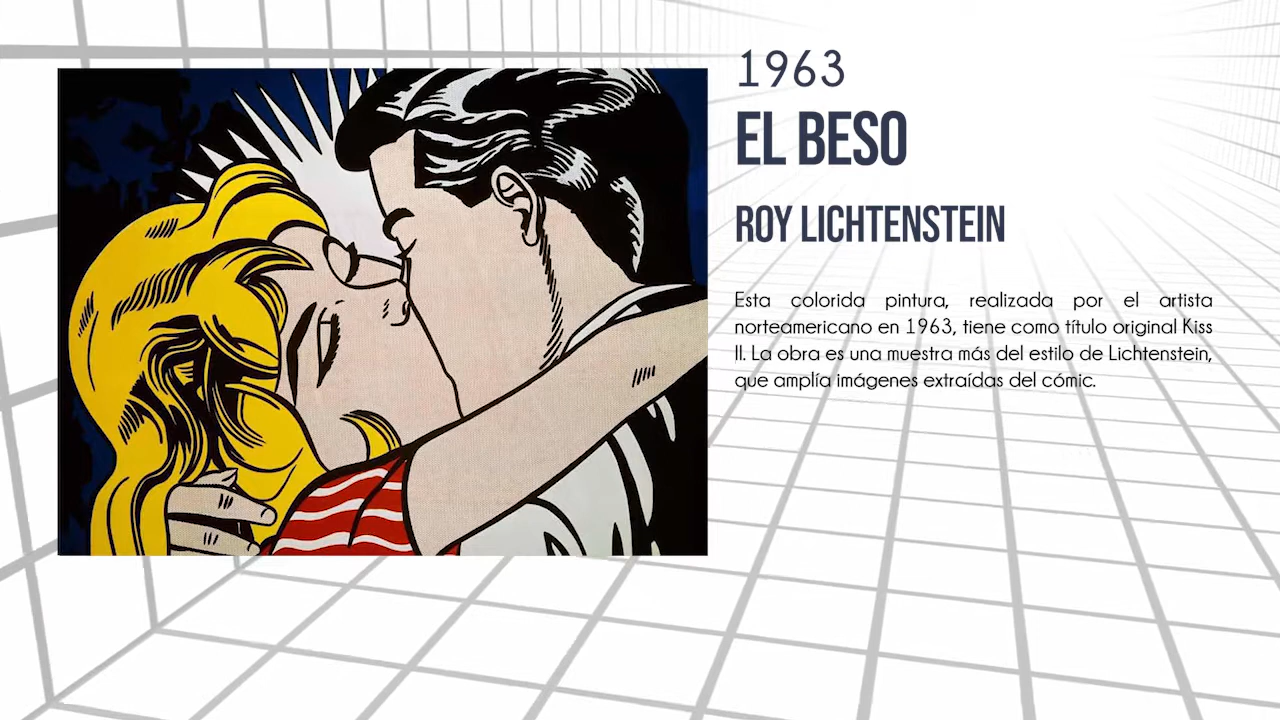 1963
EL BESO
ROY LICHTENSTEIN
Esta colorida pintura, realizada por el artista
norteamericano en 1963, tiene como título original Kiss
II. La obra es una muestra más del estilo de Lichtenstein,
que amplía imágenes extraídas del cómic.